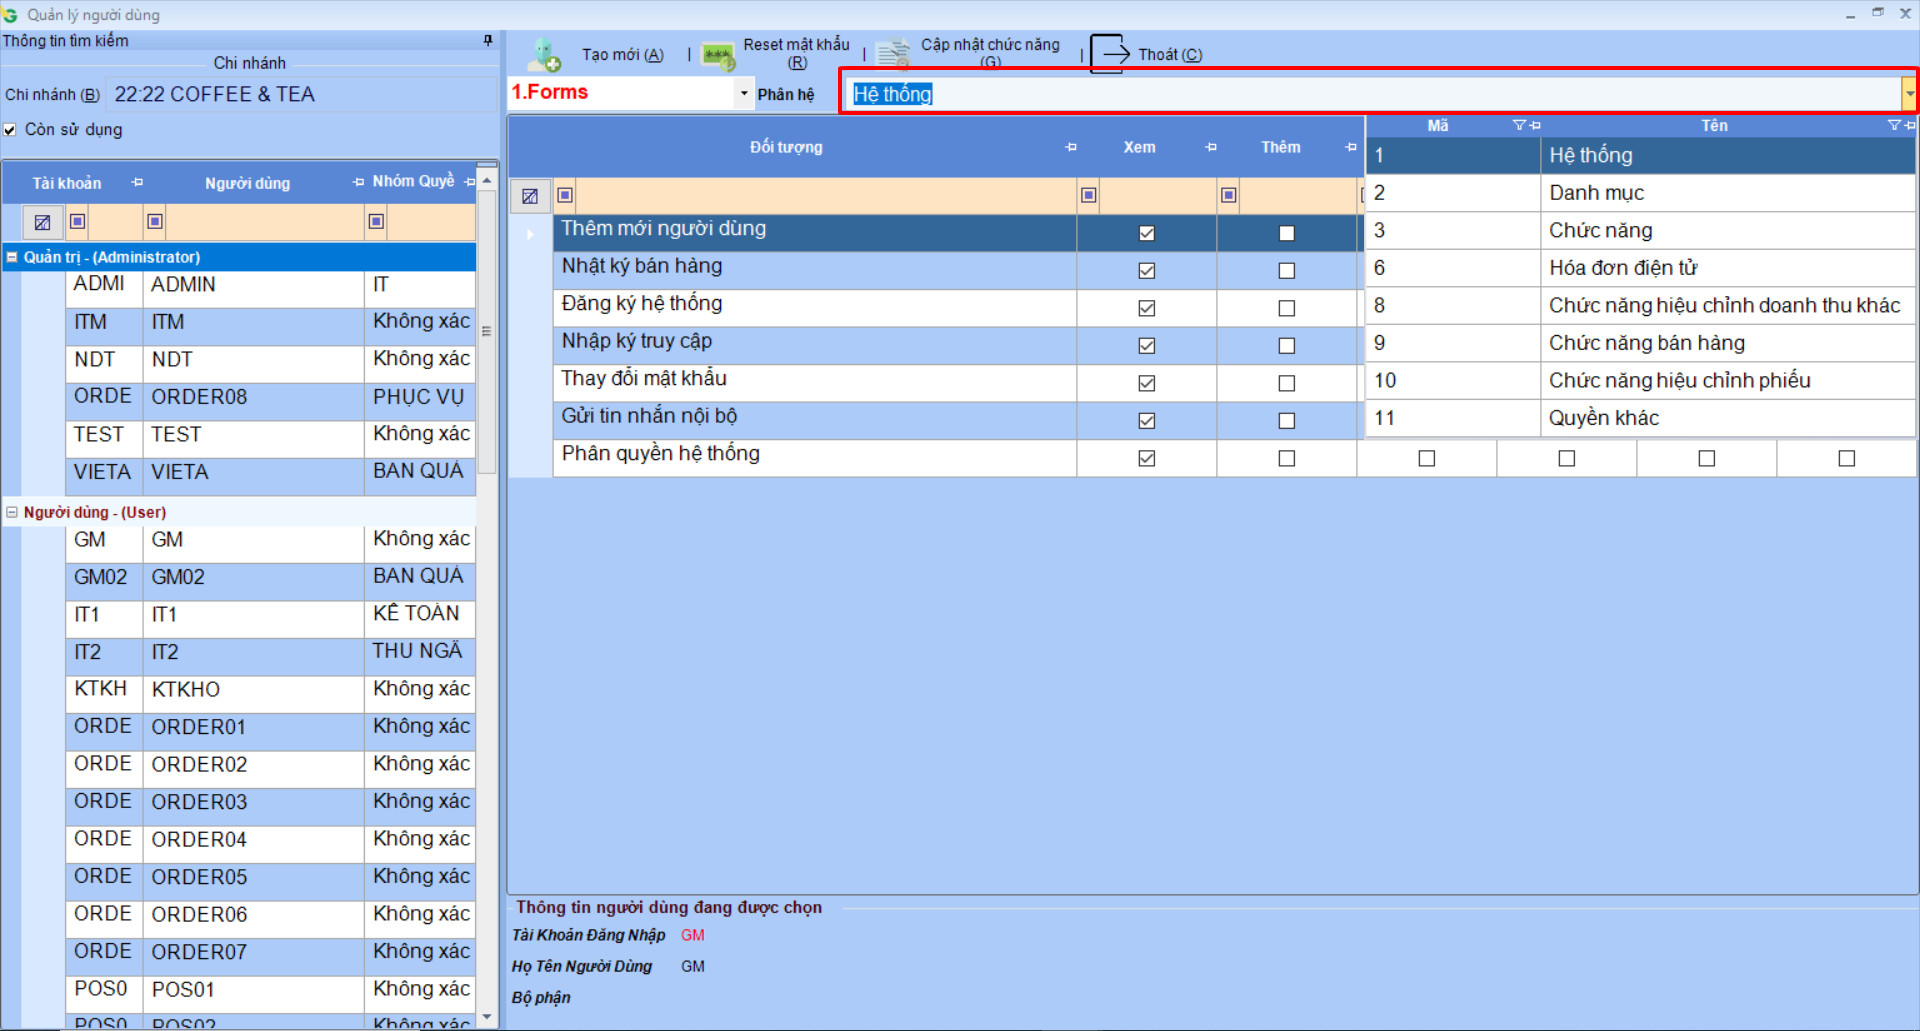 Quản lý người dùng
Thông tin tìm kiếm
Chi nhánh
Chi nhánh (B) 22:22 COFFEE & TEA
Còn sử dụng
Tài khoản Người dùng Nhóm Quyề
Quản trị - (Administrator)
ADMI ADMIN IT
ITM ITM Không xác
NDT NDT Không xác
ORDE ORDER08 PHỤC VỤ
TEST TEST Không xác
VIETA VIETA BAN QUẢ
Người dùng - (User)
GM GM Không xác
GM02 GM02 BAN QUẢ
IT1 IT1 KẾ TOÁN
IT2 IT2 THU NGÂ
KTKH KTKHO Không xác
ORDE ORDER01 Không xác
ORDE ORDER02 Không xác
ORDE ORDER03 Không xác
ORDE ORDER04 Không xác
ORDE ORDER05 Không xác
ORDE ORDER06 Không xác
ORDE ORDER07 Không xác
POS0 POS01 Không xác
POS0 POS02 Không xác
Tạo mới (A) | Reset mật khẩu (R) | Cập nhật chức năng (G) | Thoát (C)
1.Forms Phân hệ Hệ thống
Đối tượng Xem Thêm
Thêm mới người dùng
Nhật ký bán hàng
Đăng ký hệ thống
Nhập ký truy cập
Thay đổi mật khẩu
Gửi tin nhắn nội bộ
Phân quyền hệ thống
Mã Tên
1 Hệ thống
2 Danh mục
3 Chức năng
6 Hóa đơn điện tử
8 Chức năng hiệu chỉnh doanh thu khác
9 Chức năng bán hàng
10 Chức năng hiệu chỉnh phiếu
11 Quyền khác
Thông tin người dùng đang được chọn
Tài Khoản Đăng Nhập GM
Họ Tên Người Dùng GM
Bộ phận